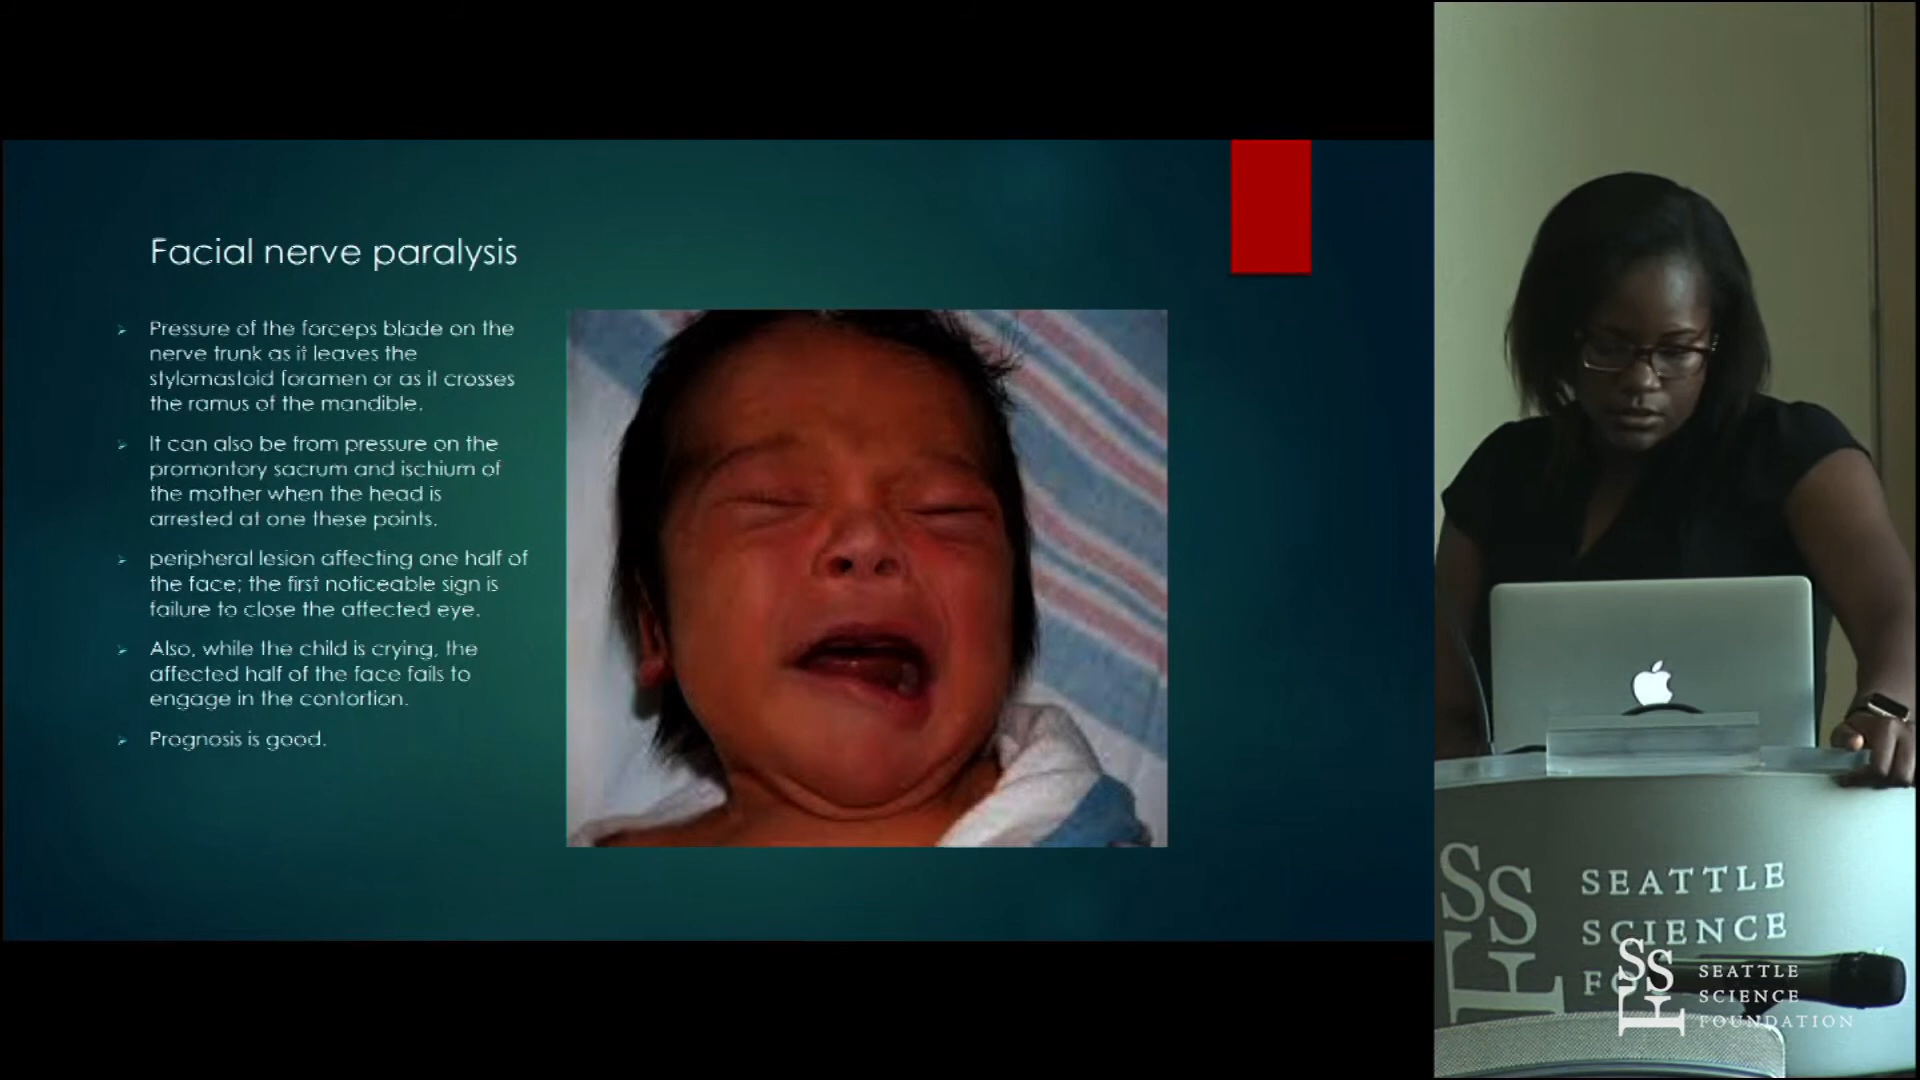 Facial nerve paralysis
Pressure of the forceps blade on the
nerve trunk as it leaves the
stylomastoid foramen or as it crosses
the ramus of the mandible.
It can also be from pressure on the
promontory sacrum and ischium of
the mother when the head is
arrested at one these points.
peripheral lesion affecting one half of
the face; the first noticeable sign is
failure to close the affected eye.
Also, while the child is crying, the
affected half of the face fails to
engage in the contortion.
Prognosis is good.
SSF
SEATTLE
SCIENCE
FO
SSF
SEATTLE
SCIENCE
FOUNDATION